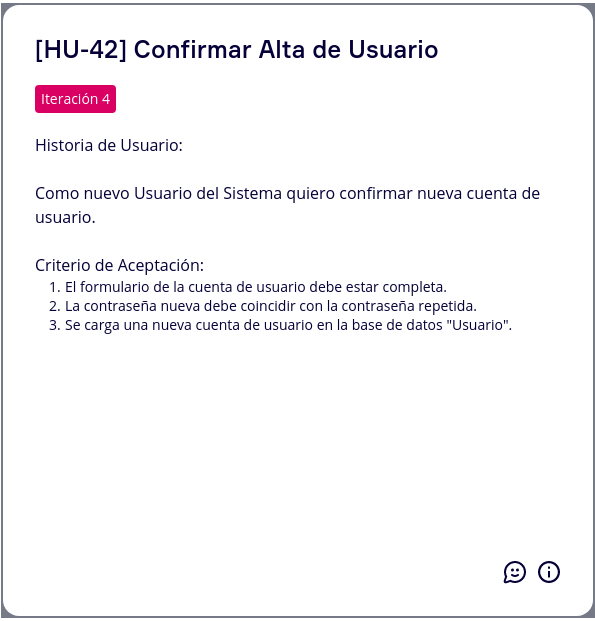 [HU-42] Confirmar Alta de Usuario
Iteración 4
Historia de Usuario:
Como nuevo Usuario del Sistema quiero confirmar nueva cuenta de
usuario.
Criterio de Aceptación:
1. El formulario de la cuenta de usuario debe estar completa.
2. La contraseña nueva debe coincidir con la contraseña repetida.
3. Se carga una nueva cuenta de usuario en la base de datos "Usuario".